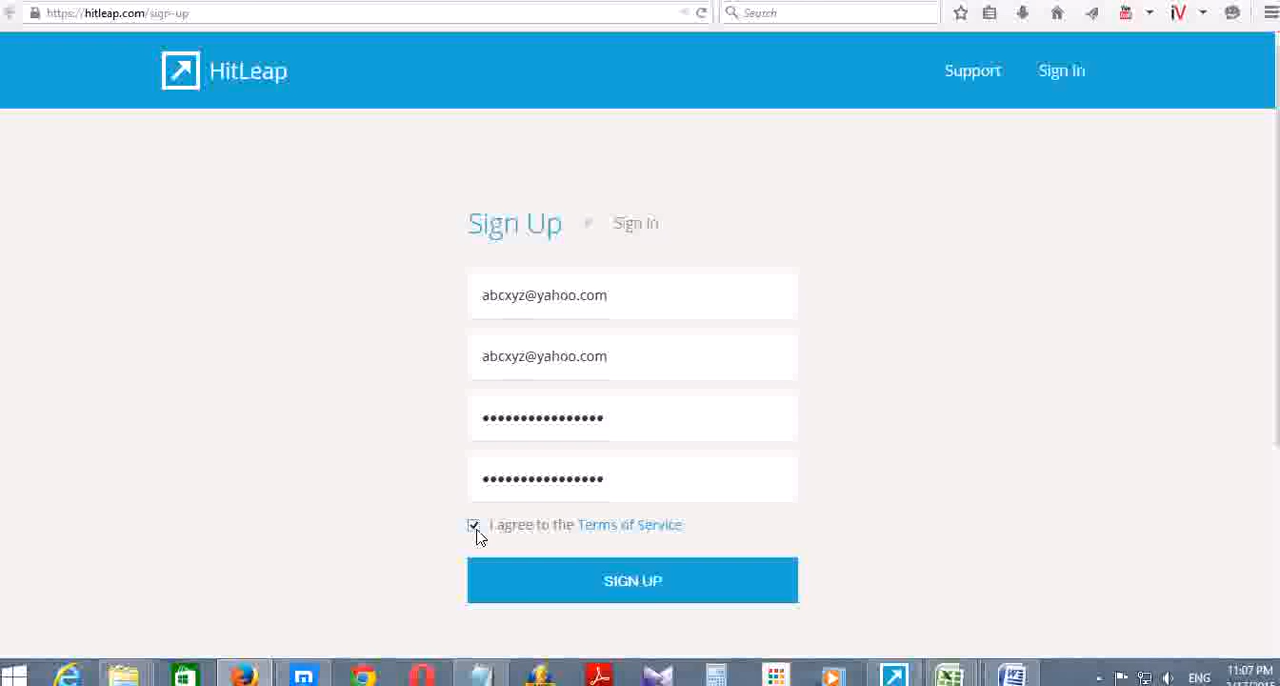 https://hitleap.com/sign-up
Search
HitLeap
Support
Sign In
Sign Up
Sign In
abcxyz@yahoo.com
abcxyz@yahoo.com
••••••••••••••••
••••••••••••••••
I agree to the Terms of Service
SIGN UP
ENG
11:07 PM